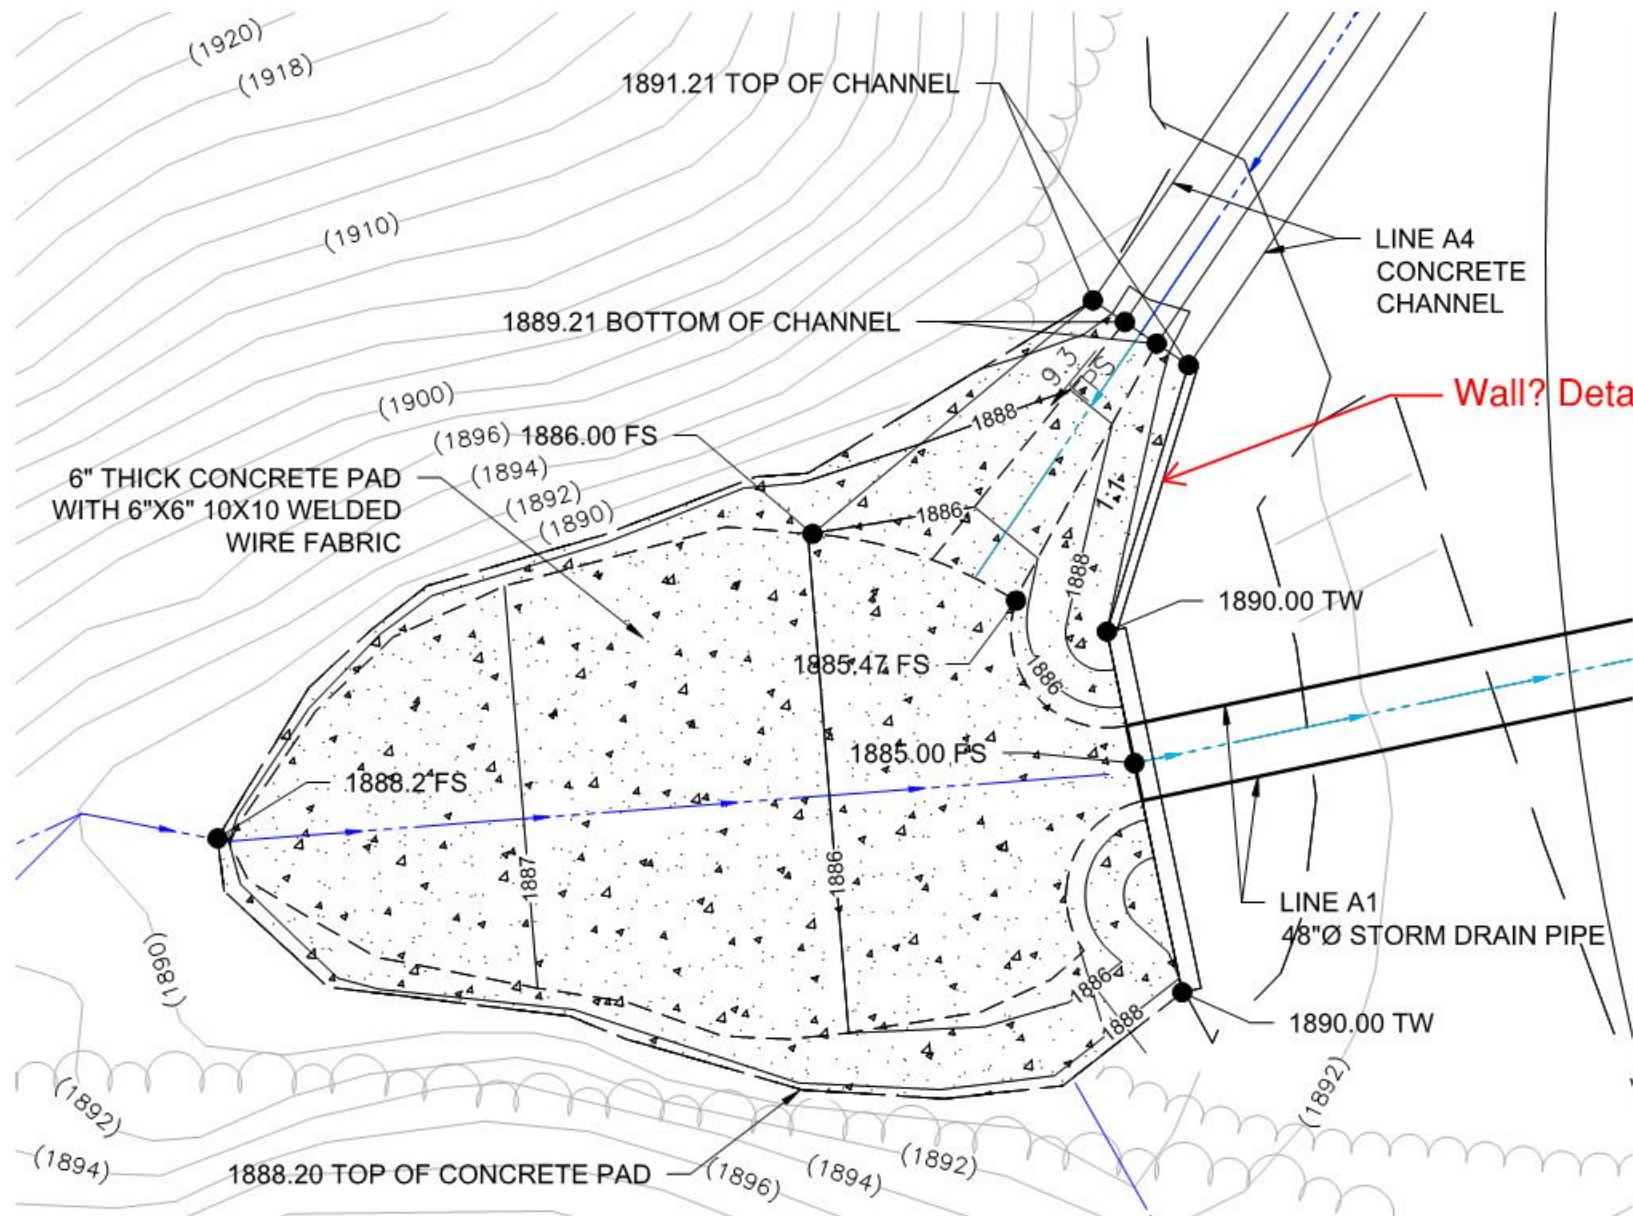 (1920)
(1918)
1891.21 TOP OF CHANNEL
(1910)
LINE A4
CONCRETE
CHANNEL
1889.21 BOTTOM OF CHANNEL
9.3
FPS
Wall? Deta
(1900)
1888
(1896)
1886.00 FS
(1894)
6" THICK CONCRETE PAD
WITH 6"X6" 10X10 WELDED
WIRE FABRIC
(1892)
(1890)
1:1
1886
1888
1890.00 TW
1885.47 FS
1886
1885.00 FS
1888.2 FS
1887
1886
LINE A1
48"Ø STORM DRAIN PIPE
(1890)
1886
1888
1890.00 TW
(1892)
(1892)
(1894)
1888.20 TOP OF CONCRETE PAD
(1896)
(1894)
(1892)